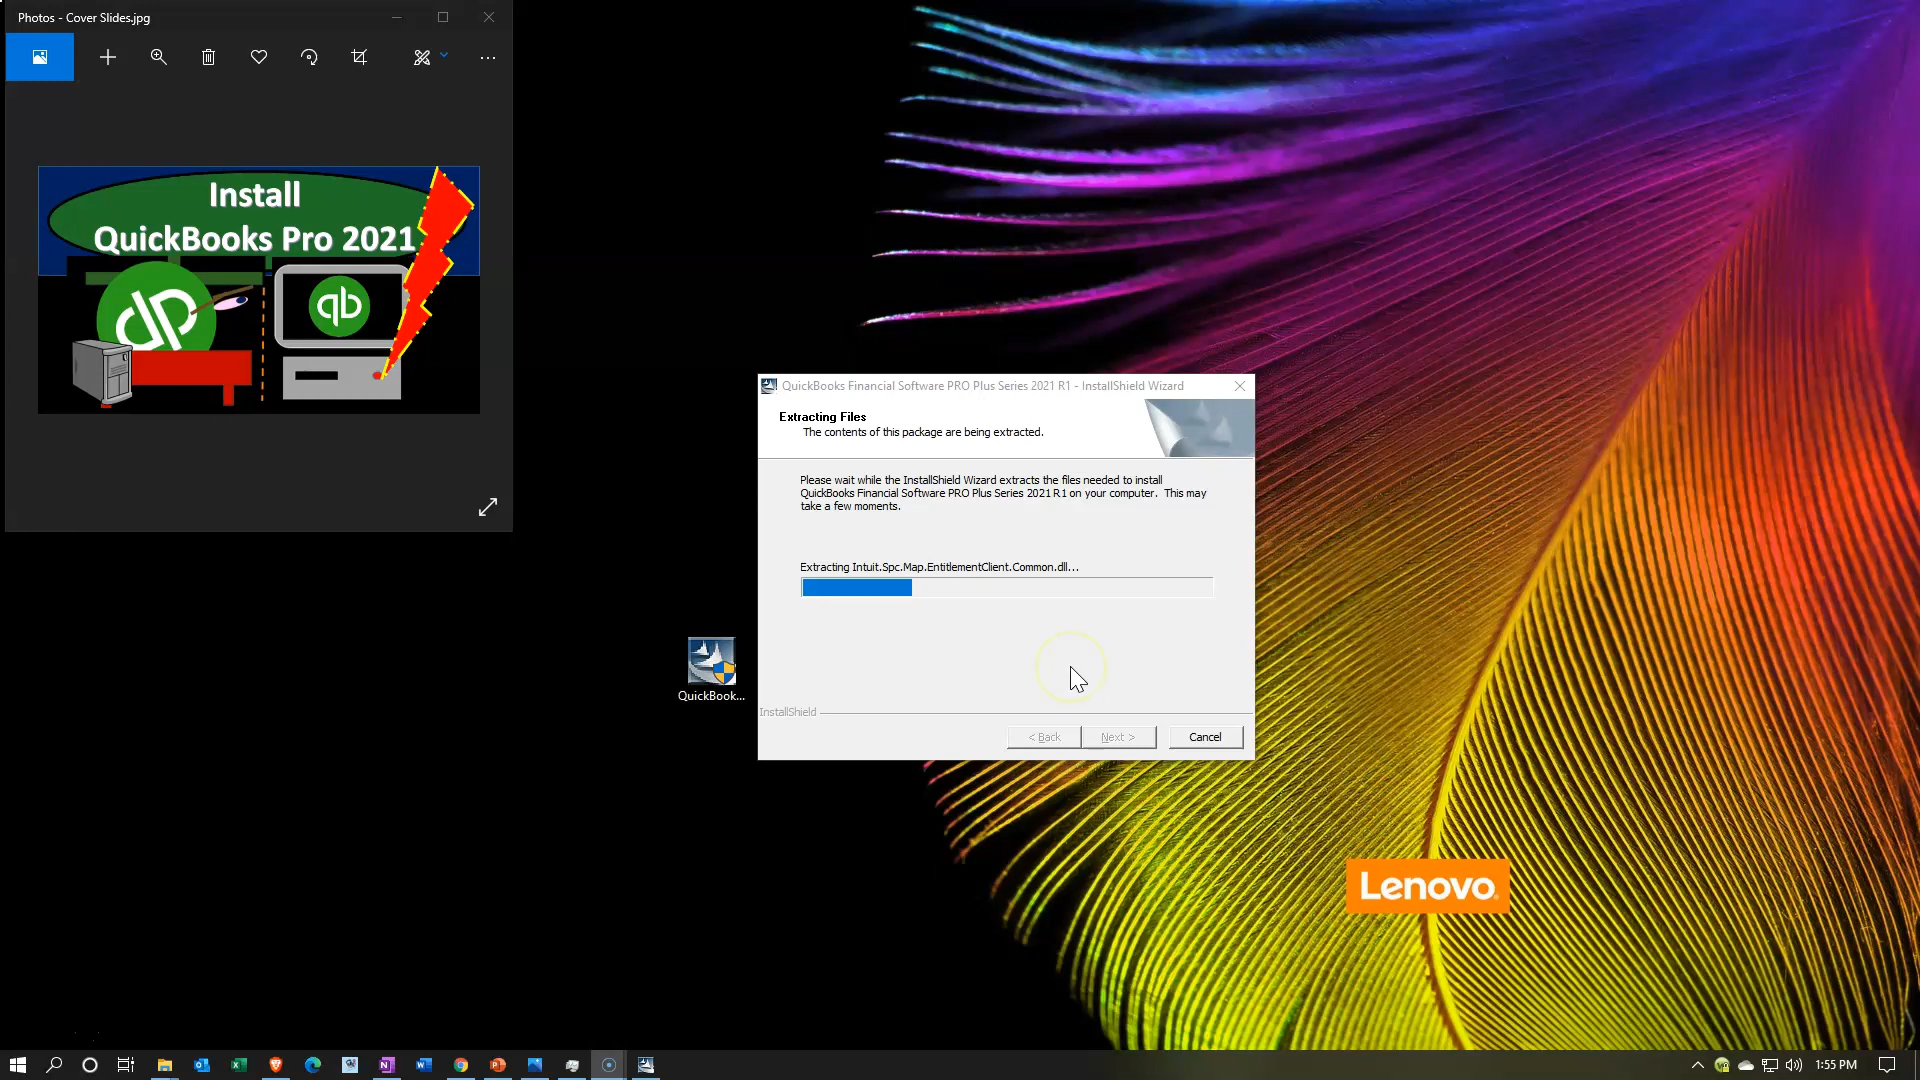 Photos - Cover Slides.jpg
Install
QuickBooks Pro 2021
qb
QuickBooks Financial Software PRO Plus Series 2021 R1 - InstallShield Wizard
Extracting Files
The contents of this package are being extracted.
Please wait while the InstallShield Wizard extracts the files needed to install
QuickBooks Financial Software PRO Plus Series 2021 R1 on your computer. This may
take a few moments.
Extracting Intuit.Spc.Map.EntitlementClient.Common.dll...
QuickBook...
InstallShield
< Back
Next >
Cancel
Lenovo
1:55 PM